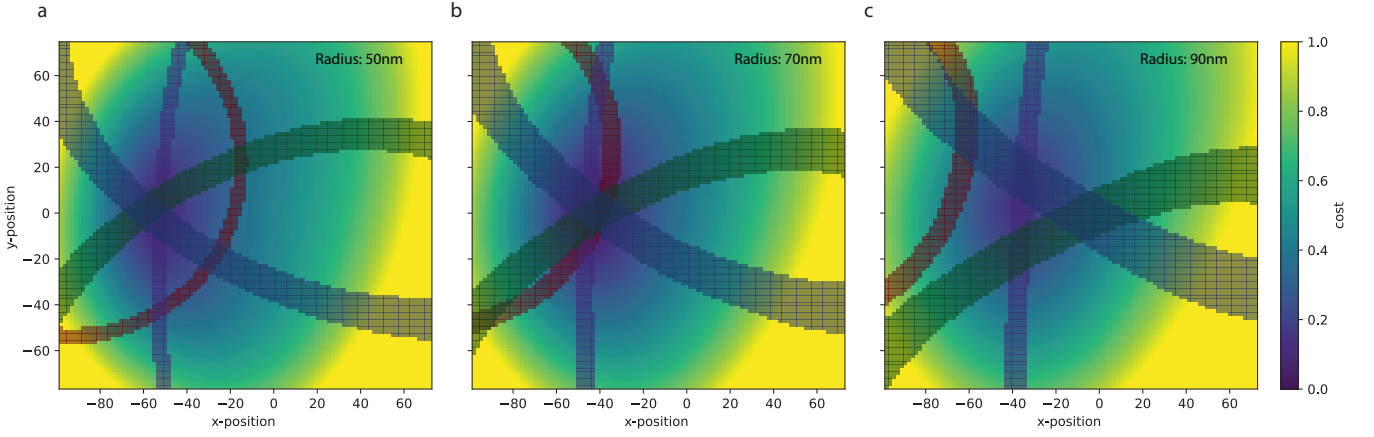 a
b
c
Radius: 50nm
Radius: 70nm
Radius: 90nm
60
40
20
0
−20
−40
−60
y-position
−80 −60 −40 −20 0 20 40 60
x-position
−80 −60 −40 −20 0 20 40 60
x-position
−80 −60 −40 −20 0 20 40 60
x-position
1.0
0.8
0.6
0.4
0.2
0.0
cost